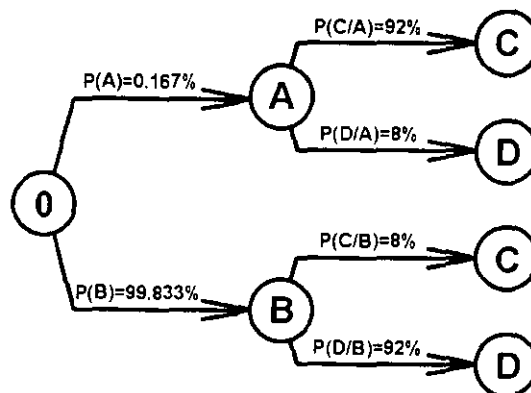 P(C/A)=92%
C
P(A)=0.167%
A
P(D/A)=8%
D
0
P(C/B)=8%
C
P(B)=99.833%
B
P(D/B)=92%
D